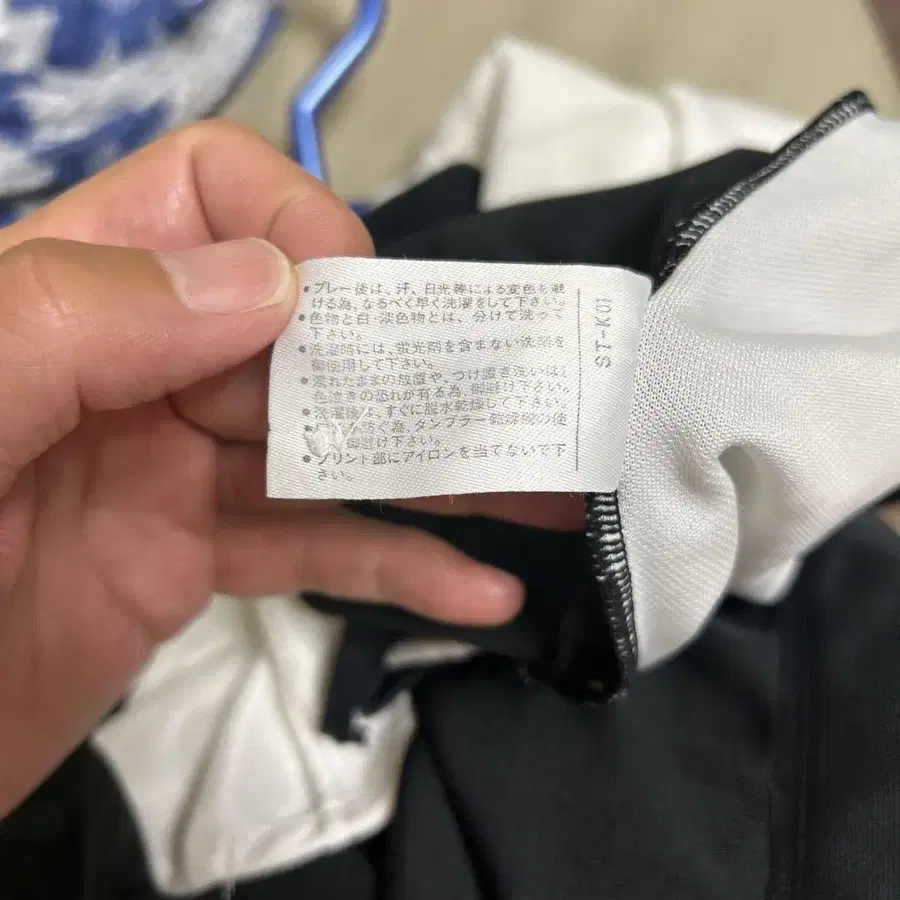 •プレー後は、汗、日光等による変色を避
ける為、なるべく早く洗濯をして下さい。
•色物と白・淡色物とは、分けて洗って
下さい。
•洗濯時には、蛍光剤を含まない洗剤を
御使用して下さい。
•濡れたままの放置や、つけ置き洗いは
色泣きの恐れが有る為、御避け下さい。
•洗濯後は、すぐに脱水乾燥して下さい。
防ぐ為、タンブラー乾燥機の使
御避け下さい。
•プリント部にアイロンを当てないで下
さい。
ST-K07